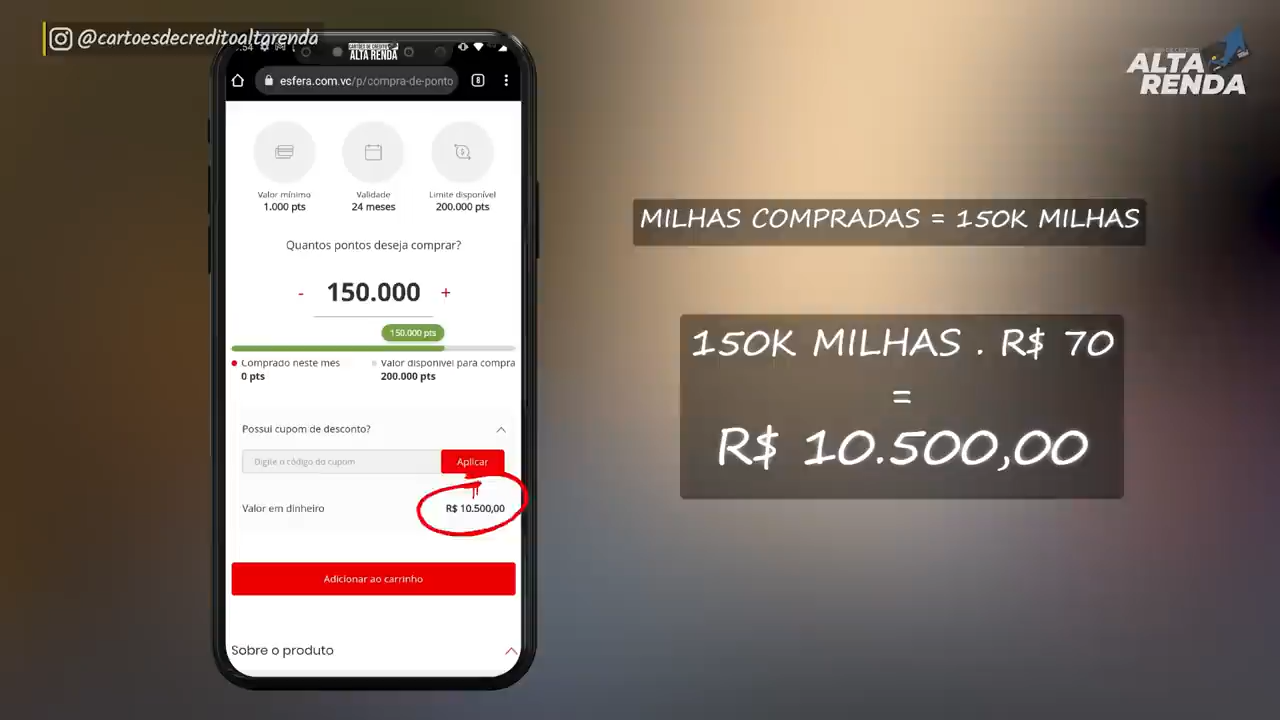 @cartoesdecreditoaltarenda
ALTA RENDA
ALTA
RENDA
esfera.com.vc/p/compra-de-ponto
8
Valor mínimo
1.000 pts
Validade
24 meses
Limite disponível
200.000 pts
Quantos pontos deseja comprar?
- 150.000 +
150.000 pts
Comprado neste mês
0 pts
Valor disponível para compra
200.000 pts
Possui cupom de desconto?
Digite o código do cupom
Aplicar
Valor em dinheiro
R$ 10.500,00
Adicionar ao carrinho
Sobre o produto
MILHAS COMPRADAS = 150K MILHAS
150K MILHAS . R$ 70
=
R$ 10.500,00